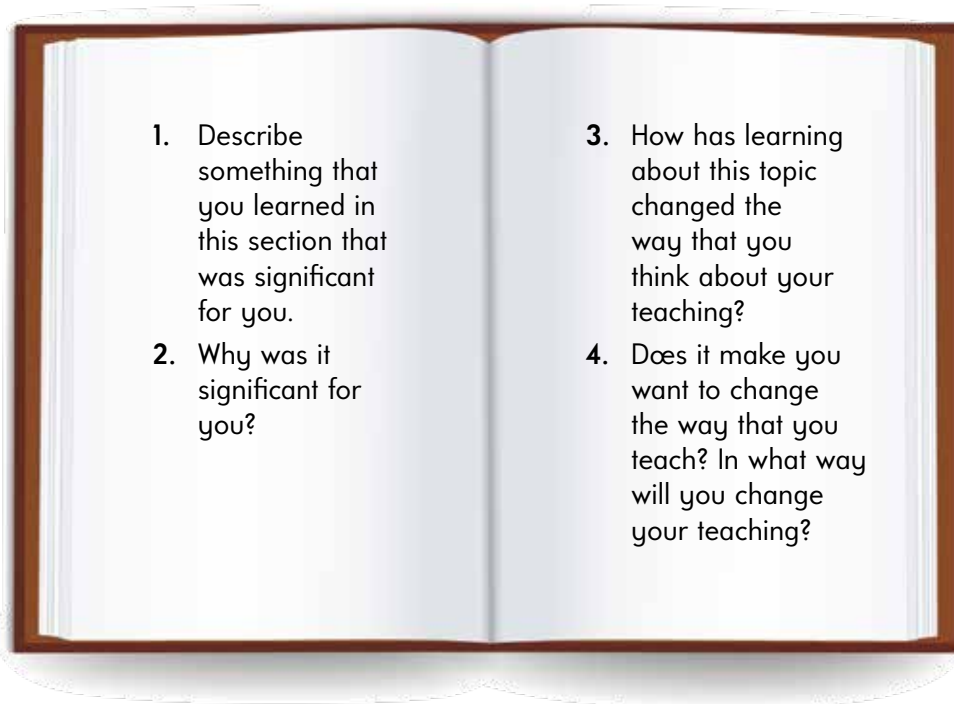 1. Describe
something that
you learned in
this section that
was significant
for you.
2. Why was it
significant for
you?
3. How has learning
about this topic
changed the
way that you
think about your
teaching?
4. Does it make you
want to change
the way that you
teach? In what way
will you change
your teaching?